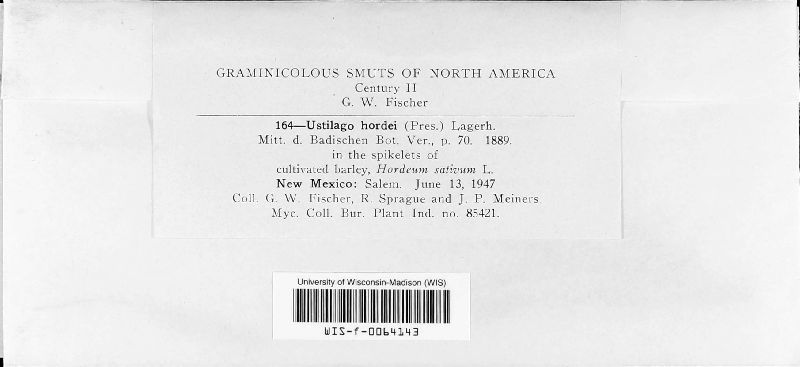 GRAMINICOLOUS SMUTS OF NORTH AMERICA
Century II
G. W. Fischer
164—Ustilago hordei (Pres.) Lagerh.
Mitt. d. Badischen Bot. Ver., p. 70. 1889.
in the spikelets of
cultivated barley, Hordeum sativum L.
New Mexico: Salem. June 13, 1947
Coll. G. W. Fischer, R. Sprague and J. P. Meiners
Myc. Coll. Bur. Plant Ind. no. 85421.
University of Wisconsin-Madison (WIS)
WIS-f-0064143